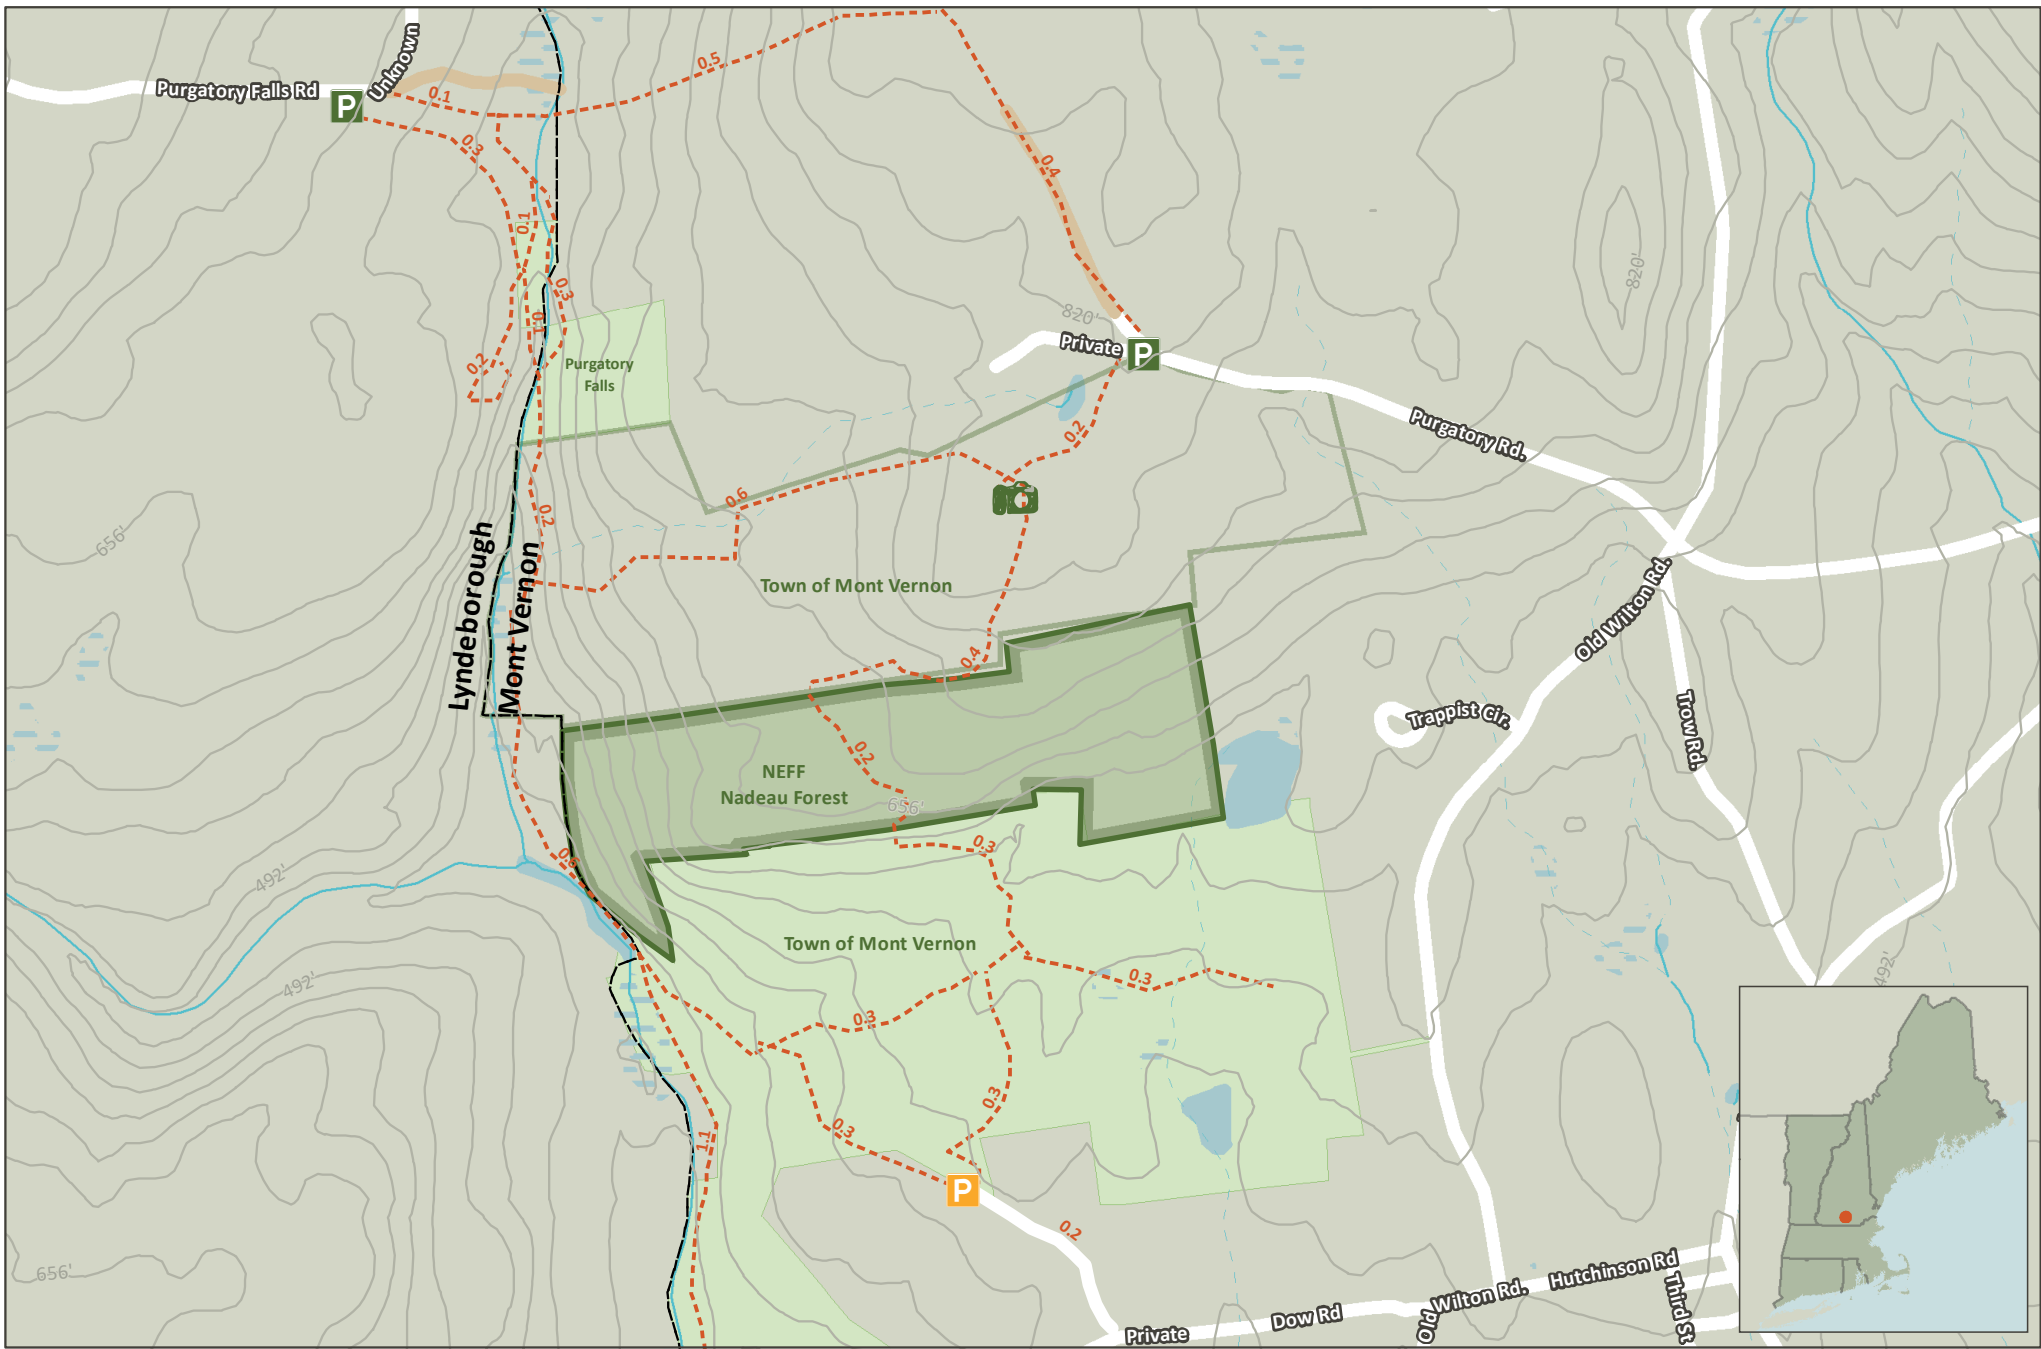 Unknown
Purgatory Falls Rd
P
0.1
0.5
0.3
0.4
0.1
0.3
820'
820'
0.1
Private
P
0.2
Purgatory
Falls
0.2
Purgatory Rd.
0.6
0.2
656'
Lyndeborough
Mont Vernon
Town of Mont Vernon
Old Wilton Rd.
0.4
Trappist Cir.
Trow Rd.
0.2
NEFF
Nadeau Forest
656'
0.6
0.3
492'
Town of Mont Vernon
492'
0.3
492'
0.3
0.3
0.3
1.1
P
0.2
656'
Hutchinson Rd
Old Wilton Rd.
Third St
Dow Rd
Private